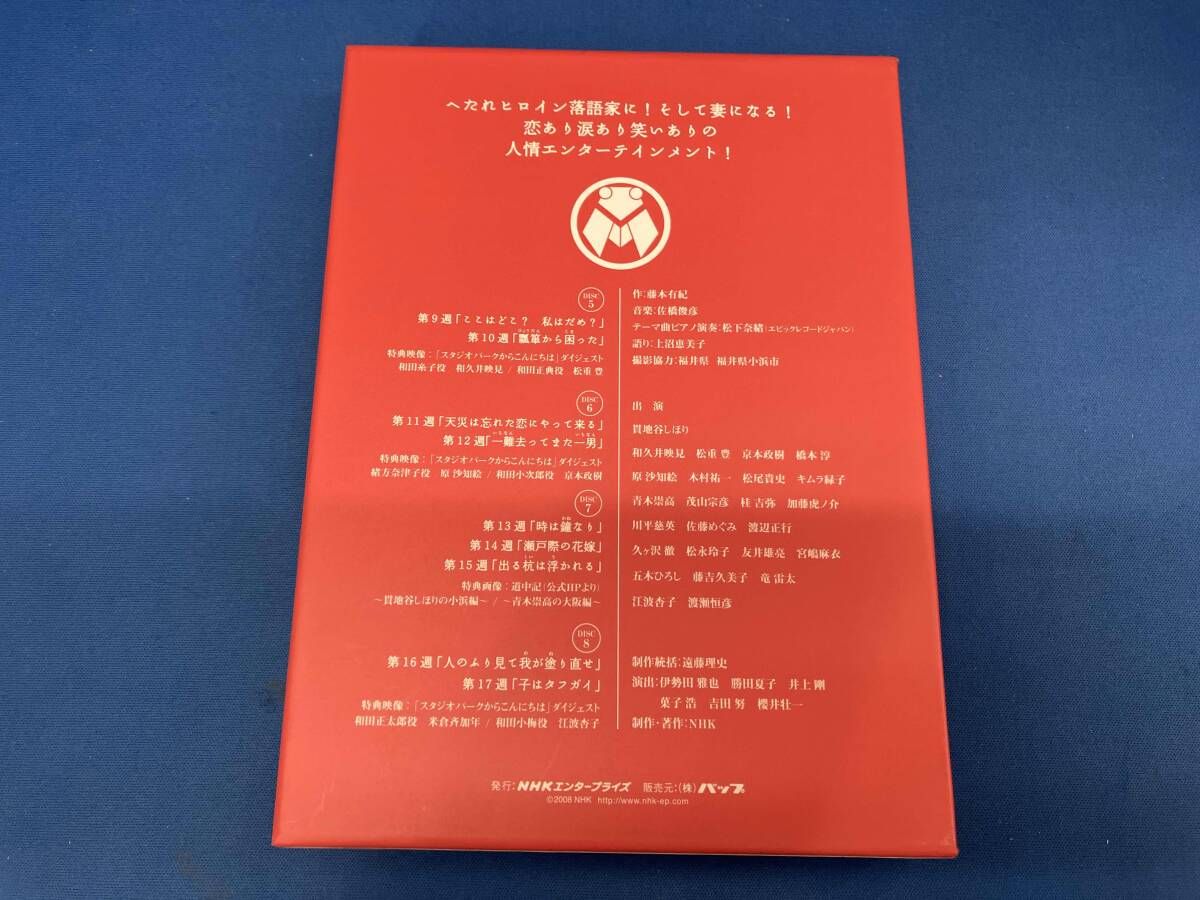 へたれヒロイン落語家に！そして妻になる！
恋あり涙あり笑いありの
人情エンターテインメント！
DISC 5
第9週「ここはどこ？ 私はだめ？」
第10週「瓢箪から困った」
特典映像：「スタジオパークからこんにちは」ダイジェスト
和田糸子役 和久井映見 / 和田正典役 松重 豊
DISC 6
第11週「天災は忘れた恋にやって来る」
第12週「一難去ってまた一男」
特典映像：「スタジオパークからこんにちは」ダイジェスト
緒方奈津子役 原 沙知絵 / 和田小次郎役 京本政樹
DISC 7
第13週「時は鐘なり」
第14週「瀬戸際の花嫁」
第15週「出る杭は浮かれる」
特典画像：道中記（公式HPより）
～貫地谷しほりの小浜編～ / ～青木崇高の大阪編～
DISC 8
第16週「人のふり見て我が塗り直せ」
第17週「子はタフガイ」
特典映像：「スタジオパークからこんにちは」ダイジェスト
和田正太郎役 米倉斉加年 / 和田小梅役 江波杏子
作：藤本有紀
音楽：佐橋俊彦
テーマ曲ピアノ演奏：松下奈緒（エピックレコードジャパン）
語り：上沼恵美子
撮影協力：福井県 福井県小浜市
出 演
貫地谷しほり
和久井映見 松重 豊 京本政樹 橋本 淳
原 沙知絵 木村祐一 松尾貴史 キムラ緑子
青木崇高 茂山宗彦 桂 吉弥 加藤虎ノ介
川平慈英 佐藤めぐみ 渡辺正行
久ヶ沢 徹 松永玲子 友井雄亮 宮嶋麻衣
五木ひろし 藤吉久美子 竜 雷太
江波杏子 渡瀬恒彦
制作統括：遠藤理史
演出：伊勢田 雅也 勝田夏子 井上 剛
菓子 浩 吉田 努 櫻井壮一
制作・著作：NHK
発行：NHKエンタープライズ 販売元：（株）バップ
©2008 NHK http://www.nhk-ep.com